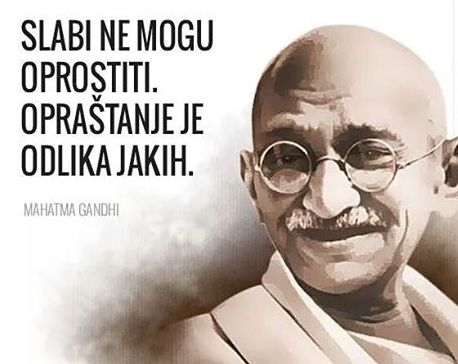 SLABI NE MOGU
OPROSTITI.
OPRAŠTANJE JE
ODLIKA JAKIH.
MAHATMA GANDHI